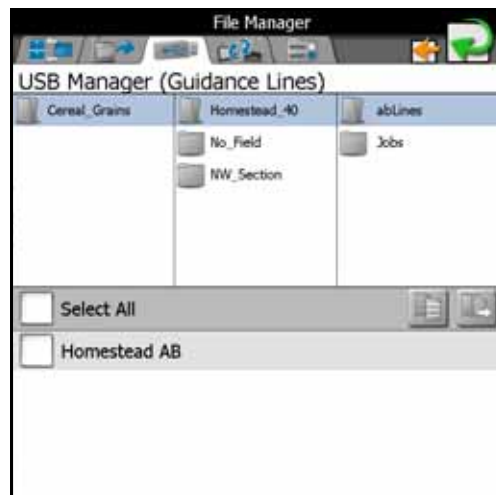 File Manager
USB Manager (Guidance Lines)
Cereal_Grains
Homestead_40
abLines
No_Field
Jobs
NW_Section
Select All
Homestead AB